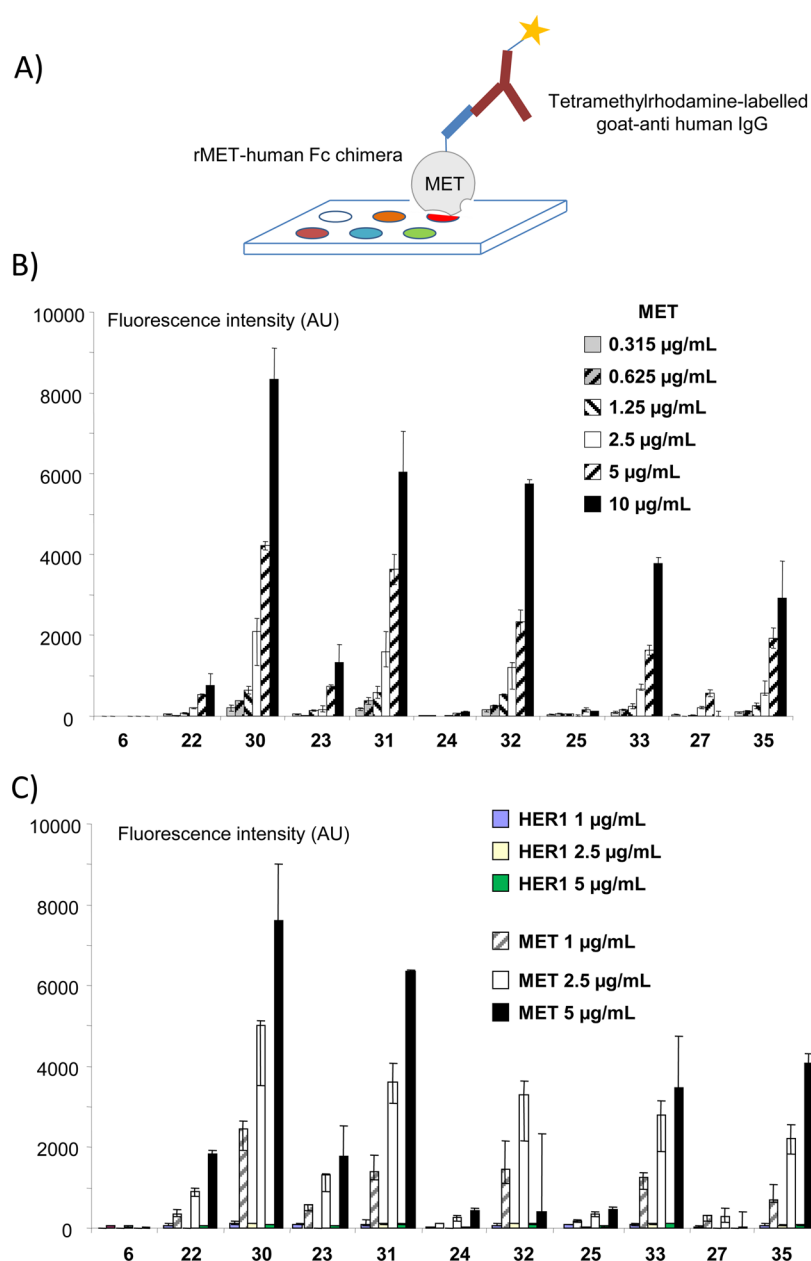 A)
Tetramethylrhodamine-labelled
goat-anti human IgG
rMET-human Fc chimera
MET
B)
10000
Fluorescence intensity (AU)
MET
0.315 µg/mL
0.625 µg/mL
1.25 µg/mL
2.5 µg/mL
5 µg/mL
10 µg/mL
8000
6000
4000
2000
0
6 22 30 23 31 24 32 25 33 27 35
C)
10000
Fluorescence intensity (AU)
HER1 1 µg/mL
HER1 2.5 µg/mL
HER1 5 µg/mL
MET 1 µg/mL
MET 2.5 µg/mL
MET 5 µg/mL
8000
6000
4000
2000
0
6 22 30 23 31 24 32 25 33 27 35